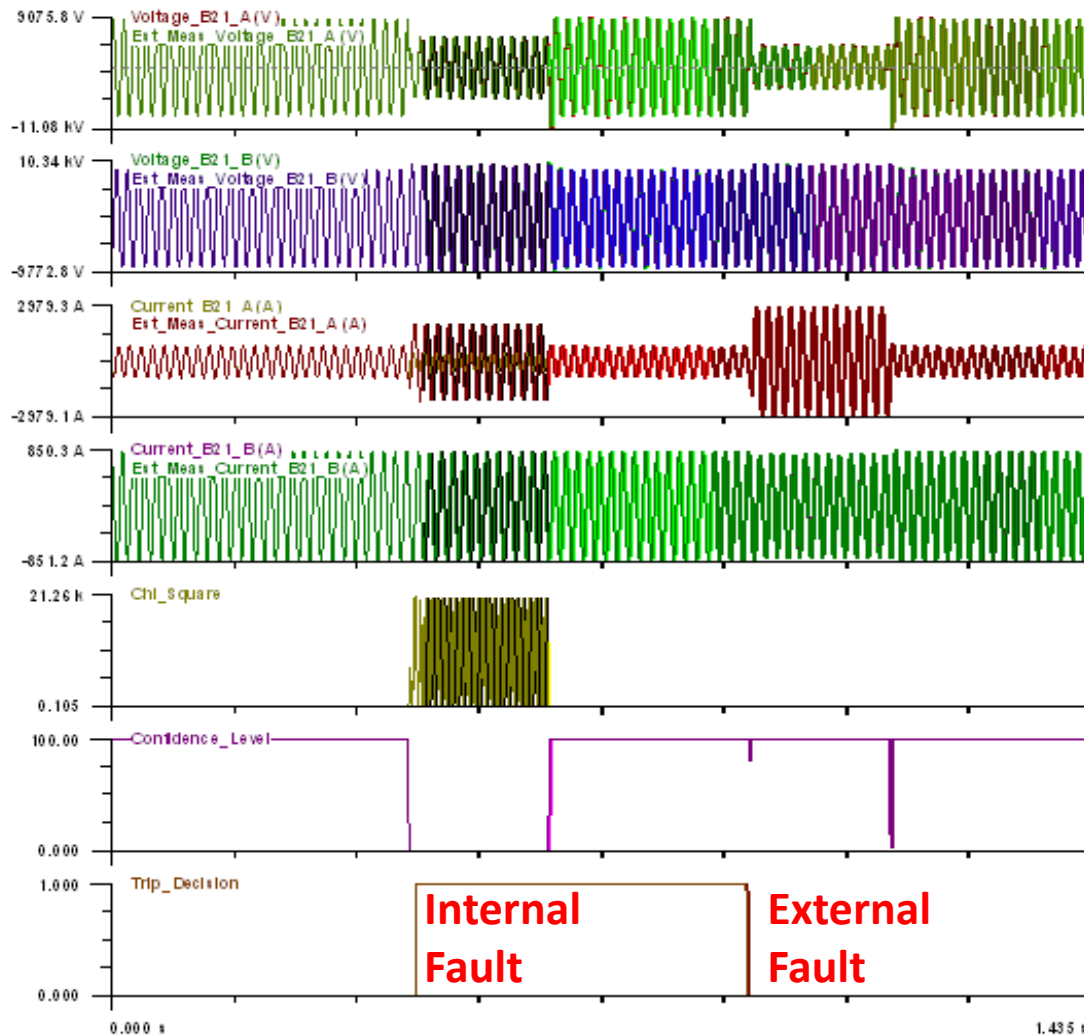 9075.8 V
Voltage_B21_A (V)
Est_Meas_Voltage_B21_A (V)
-11.08 kV
10.34 kV
Voltage_B21_B (V)
Est_Meas_Voltage_B21_B (V)
-9772.8 V
2979.3 A
Current_B21_A (A)
Est_Meas_Current_B21_A (A)
-2979.1 A
850.3 A
Current_B21_B (A)
Est_Meas_Current_B21_B (A)
-851.2 A
21.26 k
Chi_Square
0.105
100.00
Confidence_Level
0.000
1.000
Trip_Decision
Internal
Fault
External
Fault
0.000
0.000 s
1.435 s